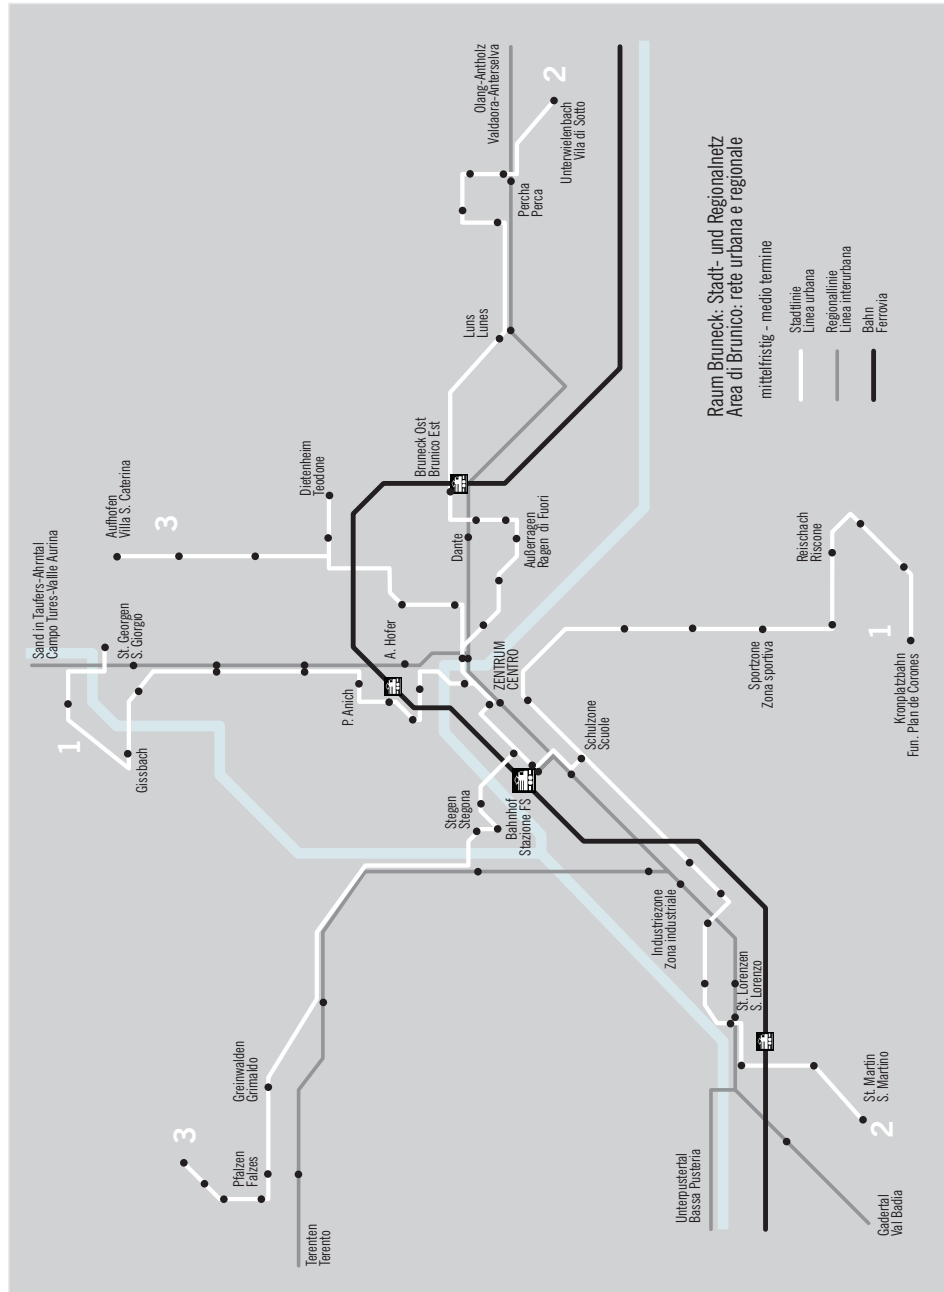 Raum Bruneck: Stadt- und Regionalnetz
Area di Brunico: rete urbana e regionale
mittelfristig - medio termine
Stadtlinie
Linea urbana
Regionallinie
Linea interurbana
Bahn
Ferrovia
Terenten
Terento
3
Pfalzen
Falzes
Greinwalden
Grimaldo
Gissbach
1
Sand in Taufers-Ahrntal
Campo Tures-Vallle Aurina
St. Georgen
S. Giorgio
Aufhofen
Villa S. Caterina
3
Dietenheim
Teodone
P. Anich
A. Hofer
Stegen
Stegona
Bahnhof
Stazione FS
ZENTRUM
CENTRO
Dante
Bruneck Ost
Brunico Est
Außerragen
Ragen di Fuori
Luns
Lunes
Percha
Perca
Olang-Antholz
Valdaora-Anterselva
2
Unterwielenbach
Vila di Sotto
Schulzone
Scuole
Industriezone
Zona industriale
St. Lorenzen
S. Lorenzo
Unterpustertal
Bassa Pusteria
Gadertal
Val Badia
St. Martin
S. Martino
2
Sportzone
Zona sportiva
Reischach
Riscone
1
Kronplatzbahn
Fun. Plan de Corones